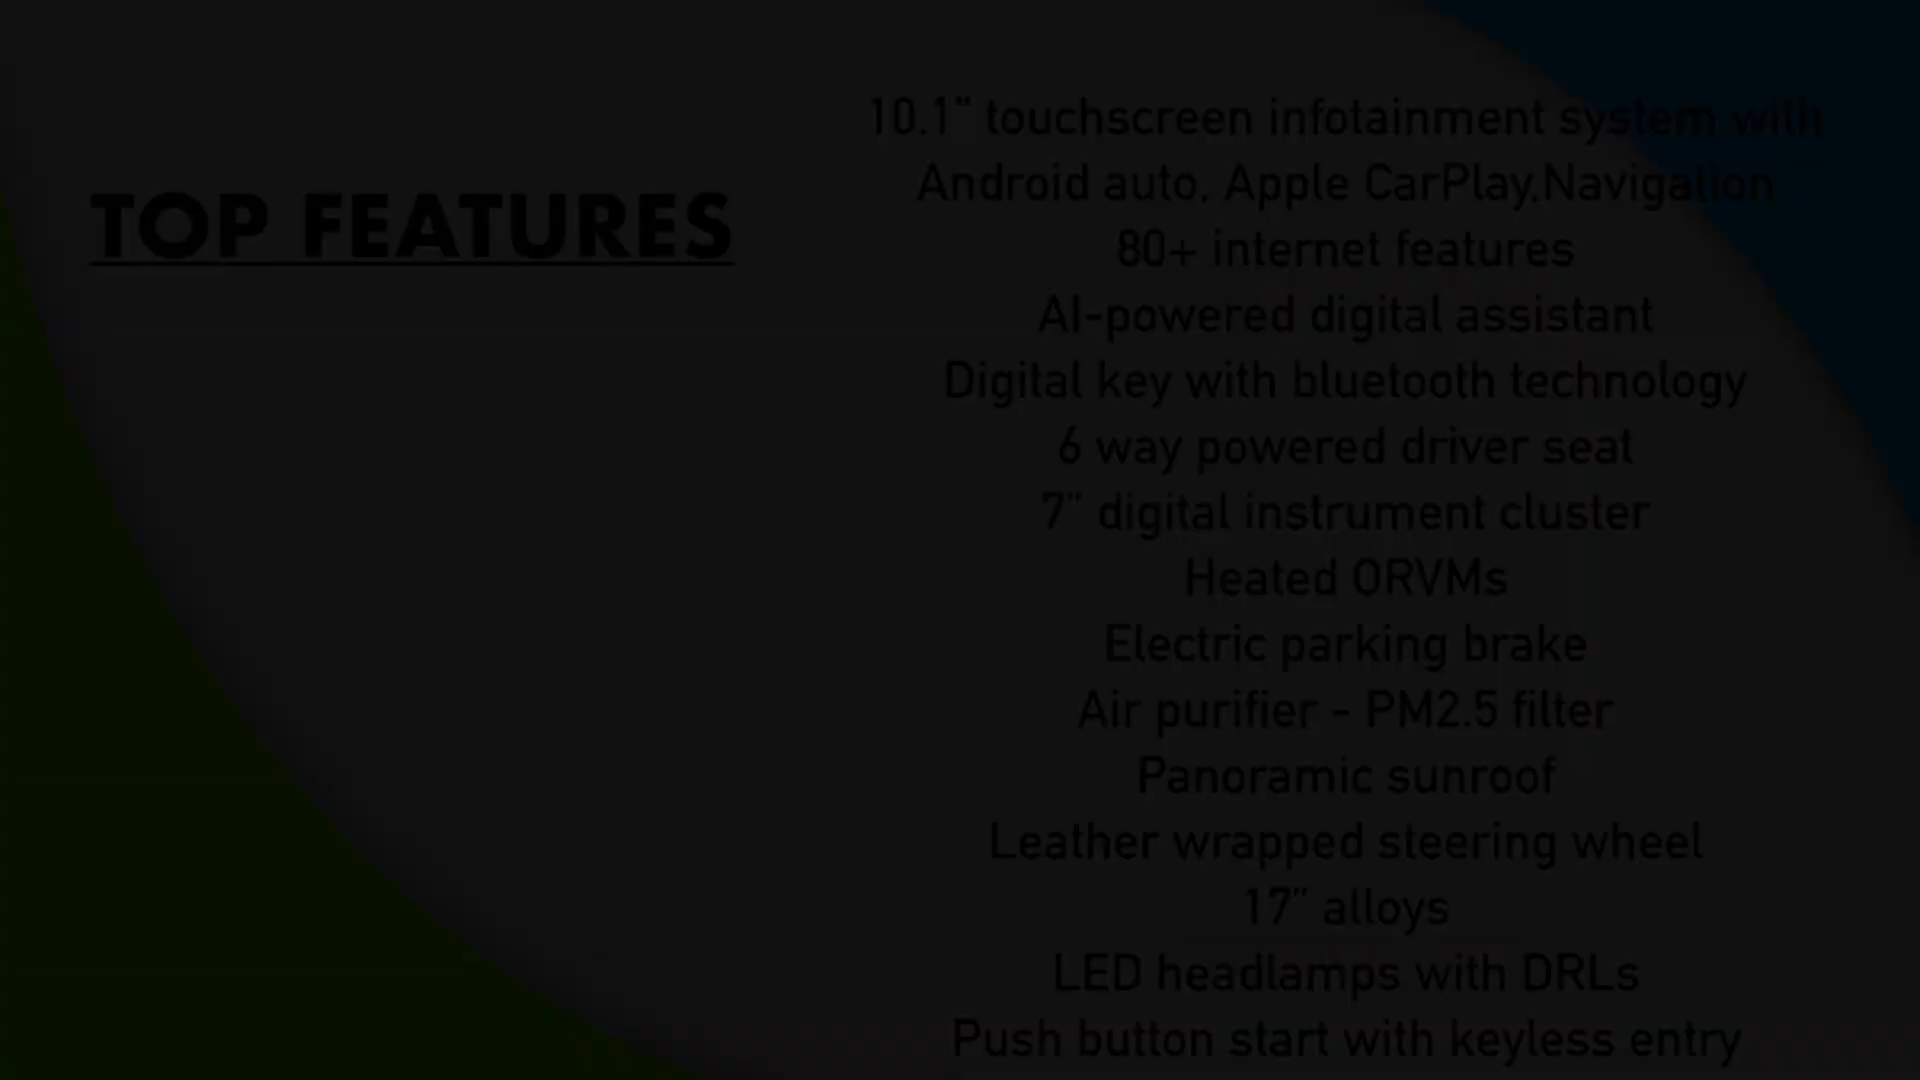 TOP FEATURES
10.1" touchscreen infotainment system with
Android auto, Apple CarPlay,Navigation
80+ internet features
AI-powered digital assistant
Digital key with bluetooth technology
6 way powered driver seat
7" digital instrument cluster
Heated ORVMs
Electric parking brake
Air purifier - PM2.5 filter
Panoramic sunroof
Leather wrapped steering wheel
17" alloys
LED headlamps with DRLs
Push button start with keyless entry